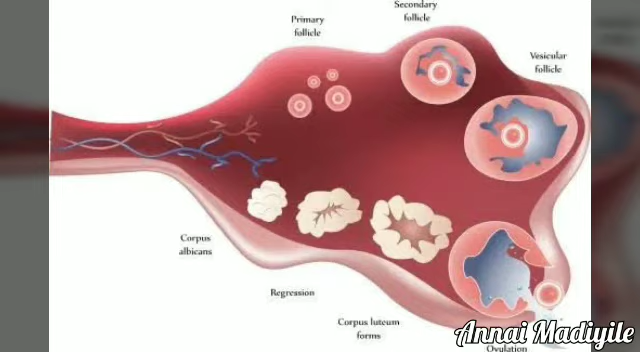 Primary
follicle
Secondary
follicle
Vesicular
follicle
Corpus
albicans
Regression
Corpus luteum
forms
Ovulation
Annai Madiyile